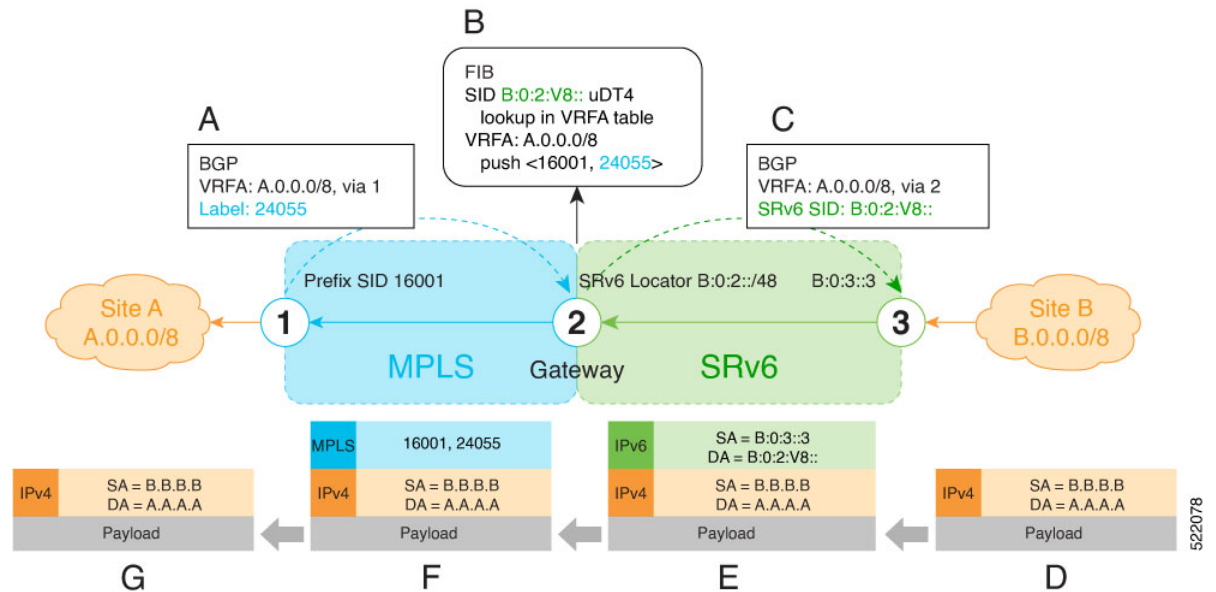 B
FIB
SID B:0:2:V8:: uDT4
lookup in VRFA table
VRFA: A.0.0.0/8
push <16001, 24055>
A
BGP
VRFA: A.0.0.0/8, via 1
Label: 24055
C
BGP
VRFA: A.0.0.0/8, via 2
SRv6 SID: B:0:2:V8::
Prefix SID 16001
SRv6 Locator B:0:2::/48
B:0:3::3
Site A
A.0.0.0/8
1
2
3
Site B
B.0.0.0/8
MPLS
Gateway
SRv6
IPv4
SA = B.B.B.B
DA = A.A.A.A
Payload
G
MPLS
16001, 24055
IPv4
SA = B.B.B.B
DA = A.A.A.A
Payload
F
IPv6
SA = B:0:3::3
DA = B:0:2:V8::
IPv4
SA = B.B.B.B
DA = A.A.A.A
Payload
E
IPv4
SA = B.B.B.B
DA = A.A.A.A
Payload
D
522078